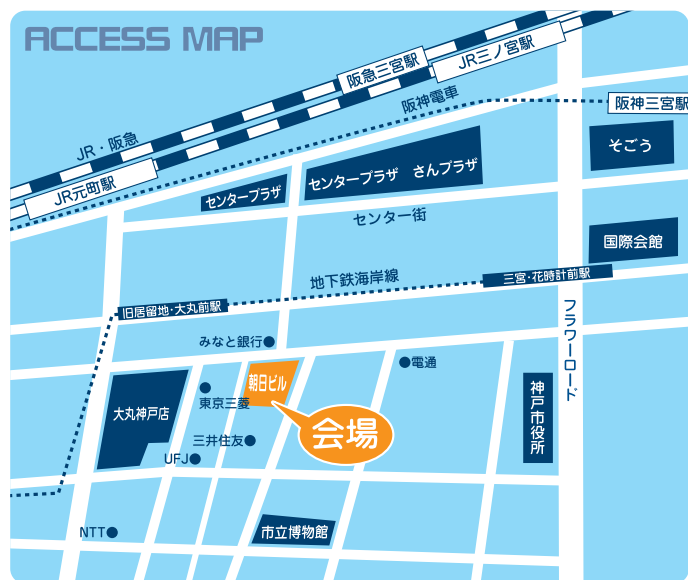 ACCESS MAP
JR三ノ宮駅
阪急三宮駅
阪神電車
阪神三宮駅
JR・阪急
そごう
センタープラザ さんプラザ
JR元町駅
センタープラザ
センター街
国際会館
地下鉄海岸線
三宮・花時計前駅
旧居留地・大丸前駅
フラワーロード
みなと銀行
電通
朝日ビル
神戸市役所
大丸神戸店
東京三菱
会場
三井住友
UFJ
NTT
市立博物館